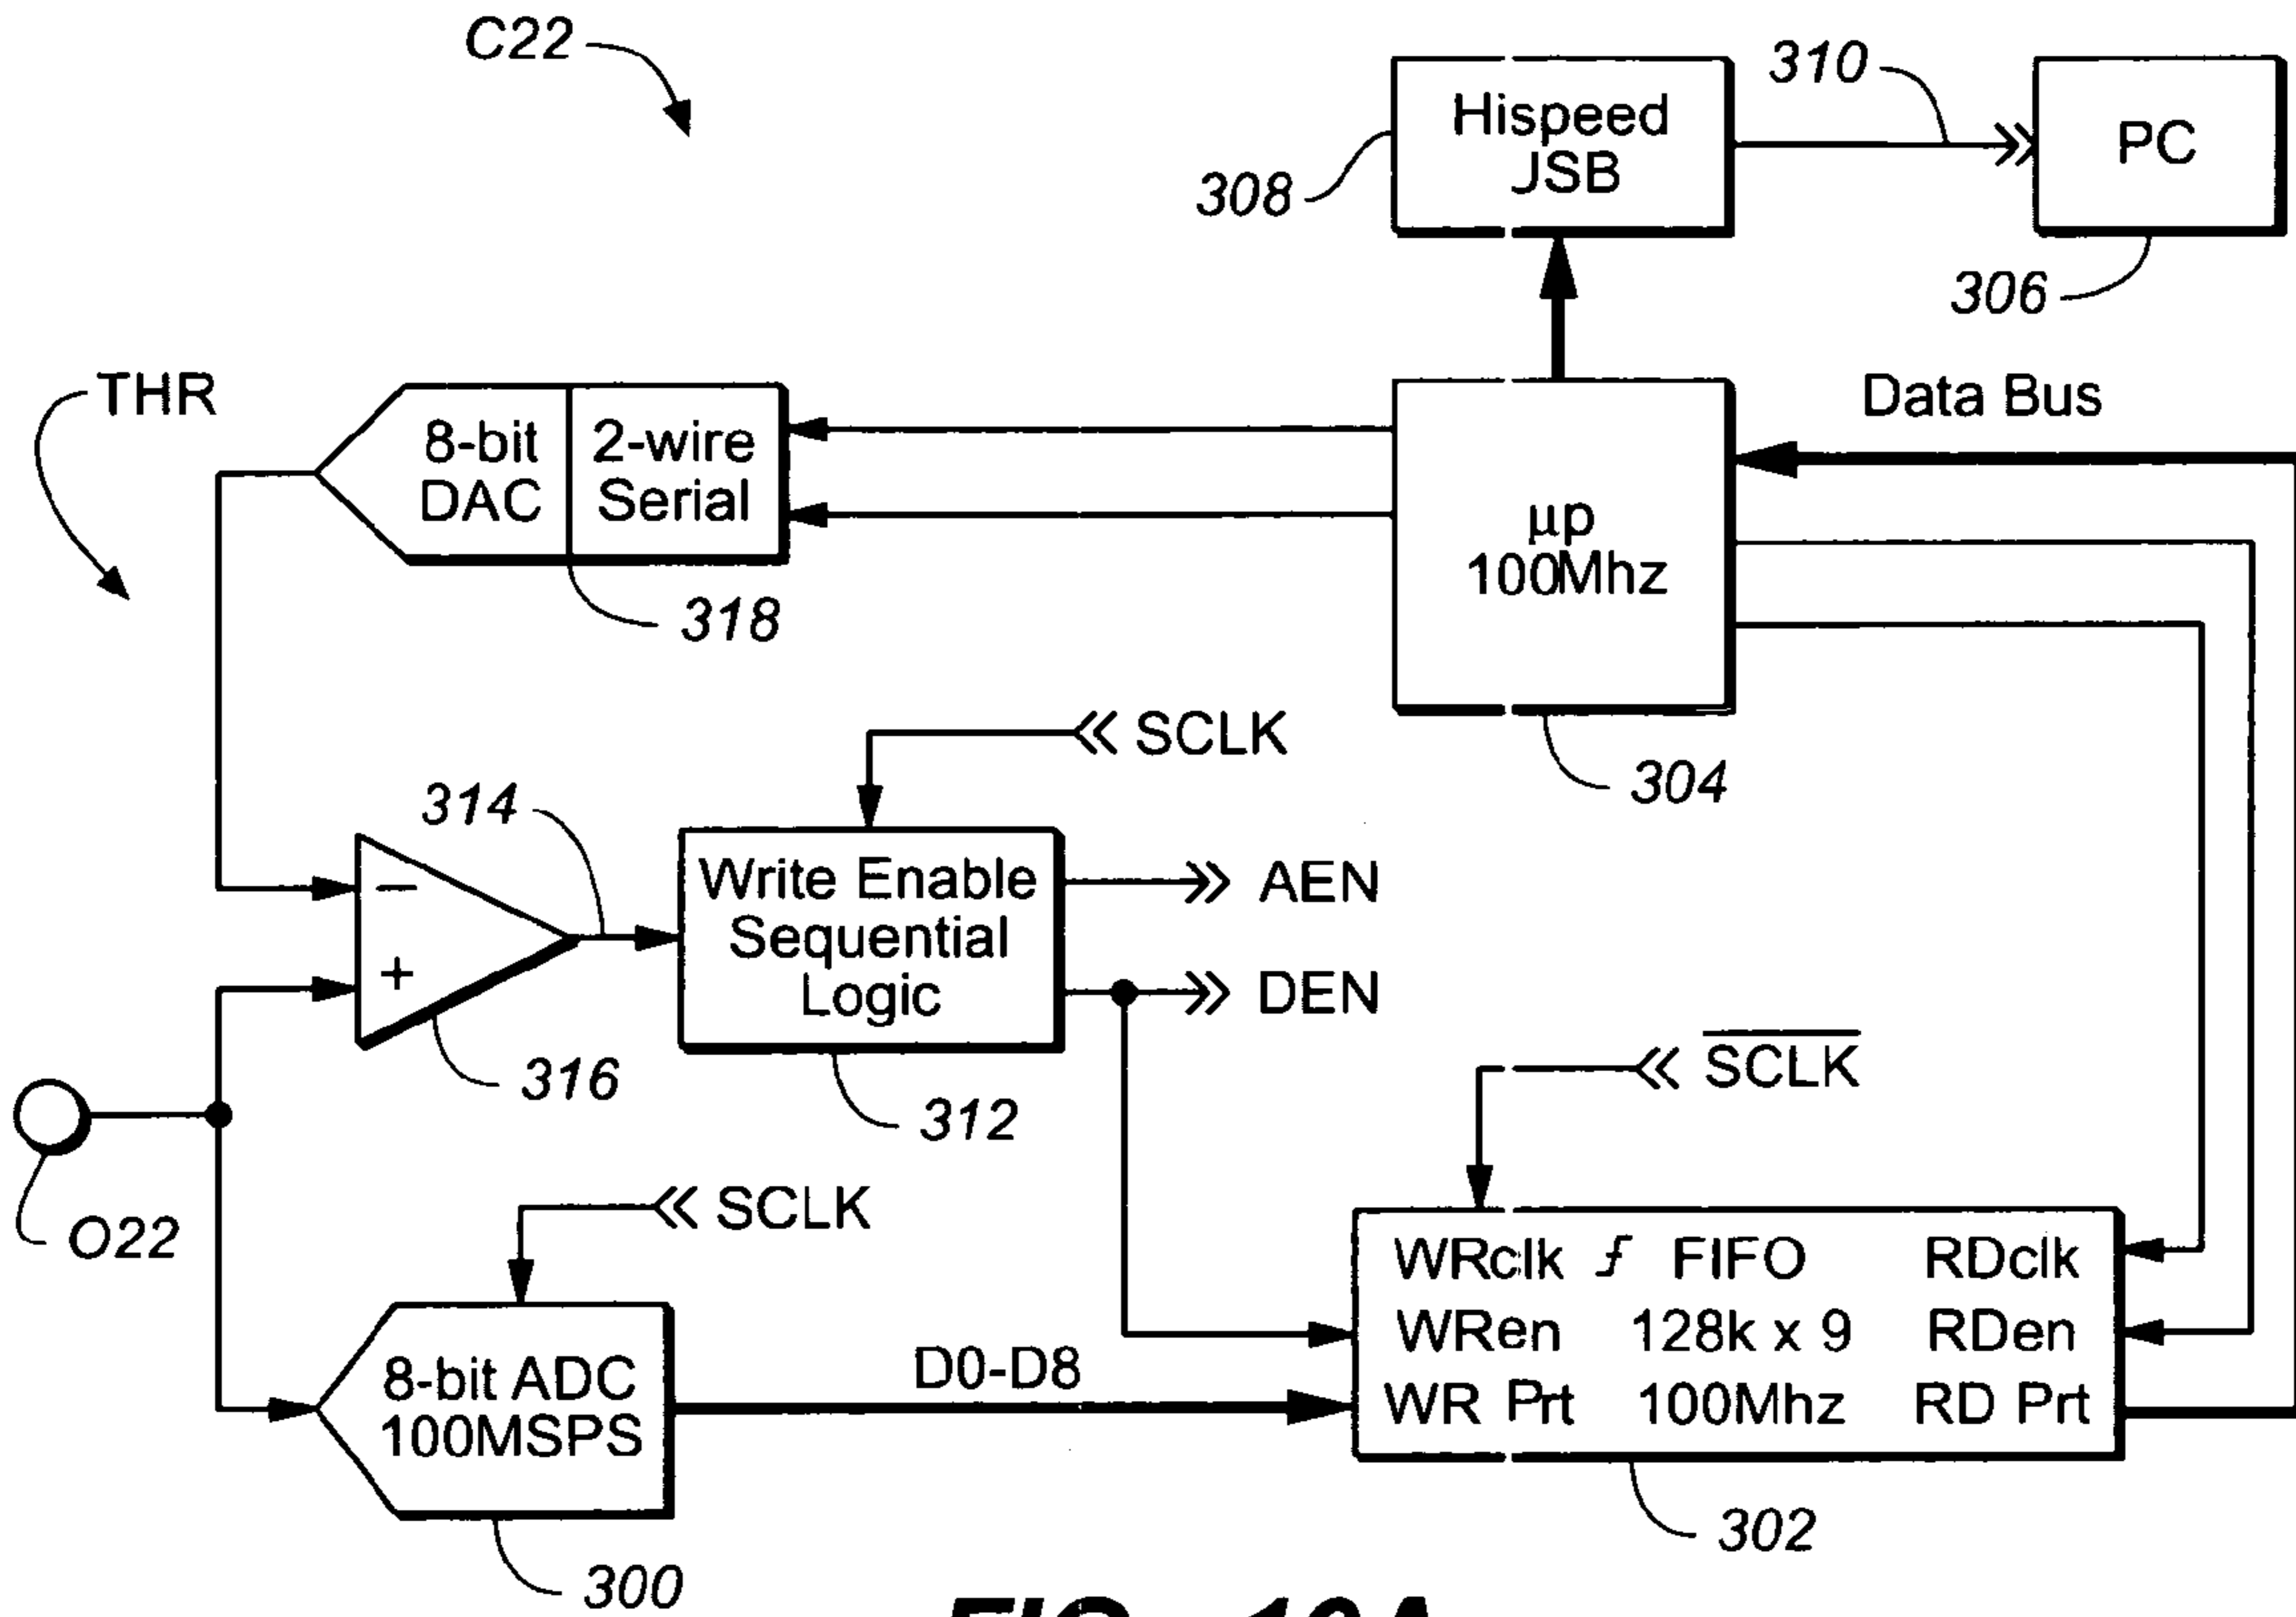 C22
308
Hispeed
JSB
310
PC
306
THR
8-bit
DAC
2-wire
Serial
318
µp
100Mhz
304
Data Bus
SCLK
314
−
+
316
Write Enable
Sequential
Logic
312
AEN
DEN
O22
SCLK
SCLK
8-bit ADC
100MSPS
300
D0-D8
WRclk FIFO RDclk
WRen 128k x 9 RDen
WR Prt 100Mhz RD Prt
302